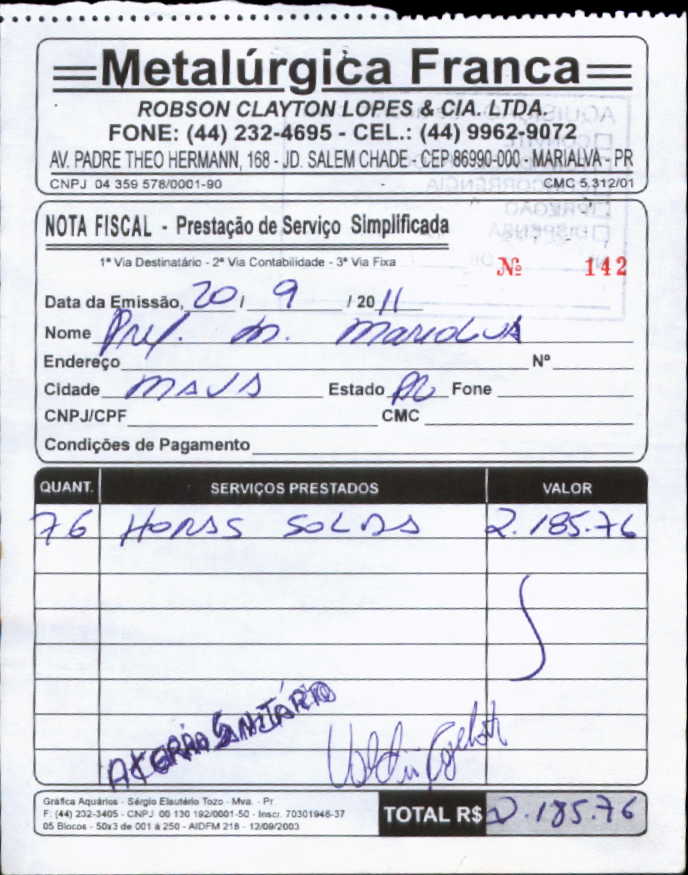 Metalúrgica Franca
ROBSON CLAYTON LOPES & CIA. LTDA.
FONE: (44) 232-4695 - CEL.: (44) 9962-9072
AV. PADRE THEO HERMANN, 168 - JD. SALEM CHADE - CEP 86990-000 - MARIALVA - PR
CNPJ 04 359 578/0001-90 CMC 5.312/01
NOTA FISCAL - Prestação de Serviço Simplificada
1ª Via Destinatário - 2ª Via Contabilidade - 3ª Via Fixa
Nº 142
Data da Emissão, 20 / 9 / 2011
Nome Pref. M. Marialva
Endereço Nº
Cidade MAVA Estado PR Fone
CNPJ/CPF CMC
Condições de Pagamento
QUANT. SERVIÇOS PRESTADOS VALOR
76 HORAS SOLDA 2.185.76
SANITÁRIO
Gráfica Aquários - Sérgio Elautério Tozo - Mva. - Pr.
F: (44) 232-3405 - CNPJ 00 130 192/0001-50 - Inscr. 70301946-37
05 Blocos - 50x3 de 001 à 250 - AIDFM 218 - 12/09/2003
TOTAL R$ 2.185.76